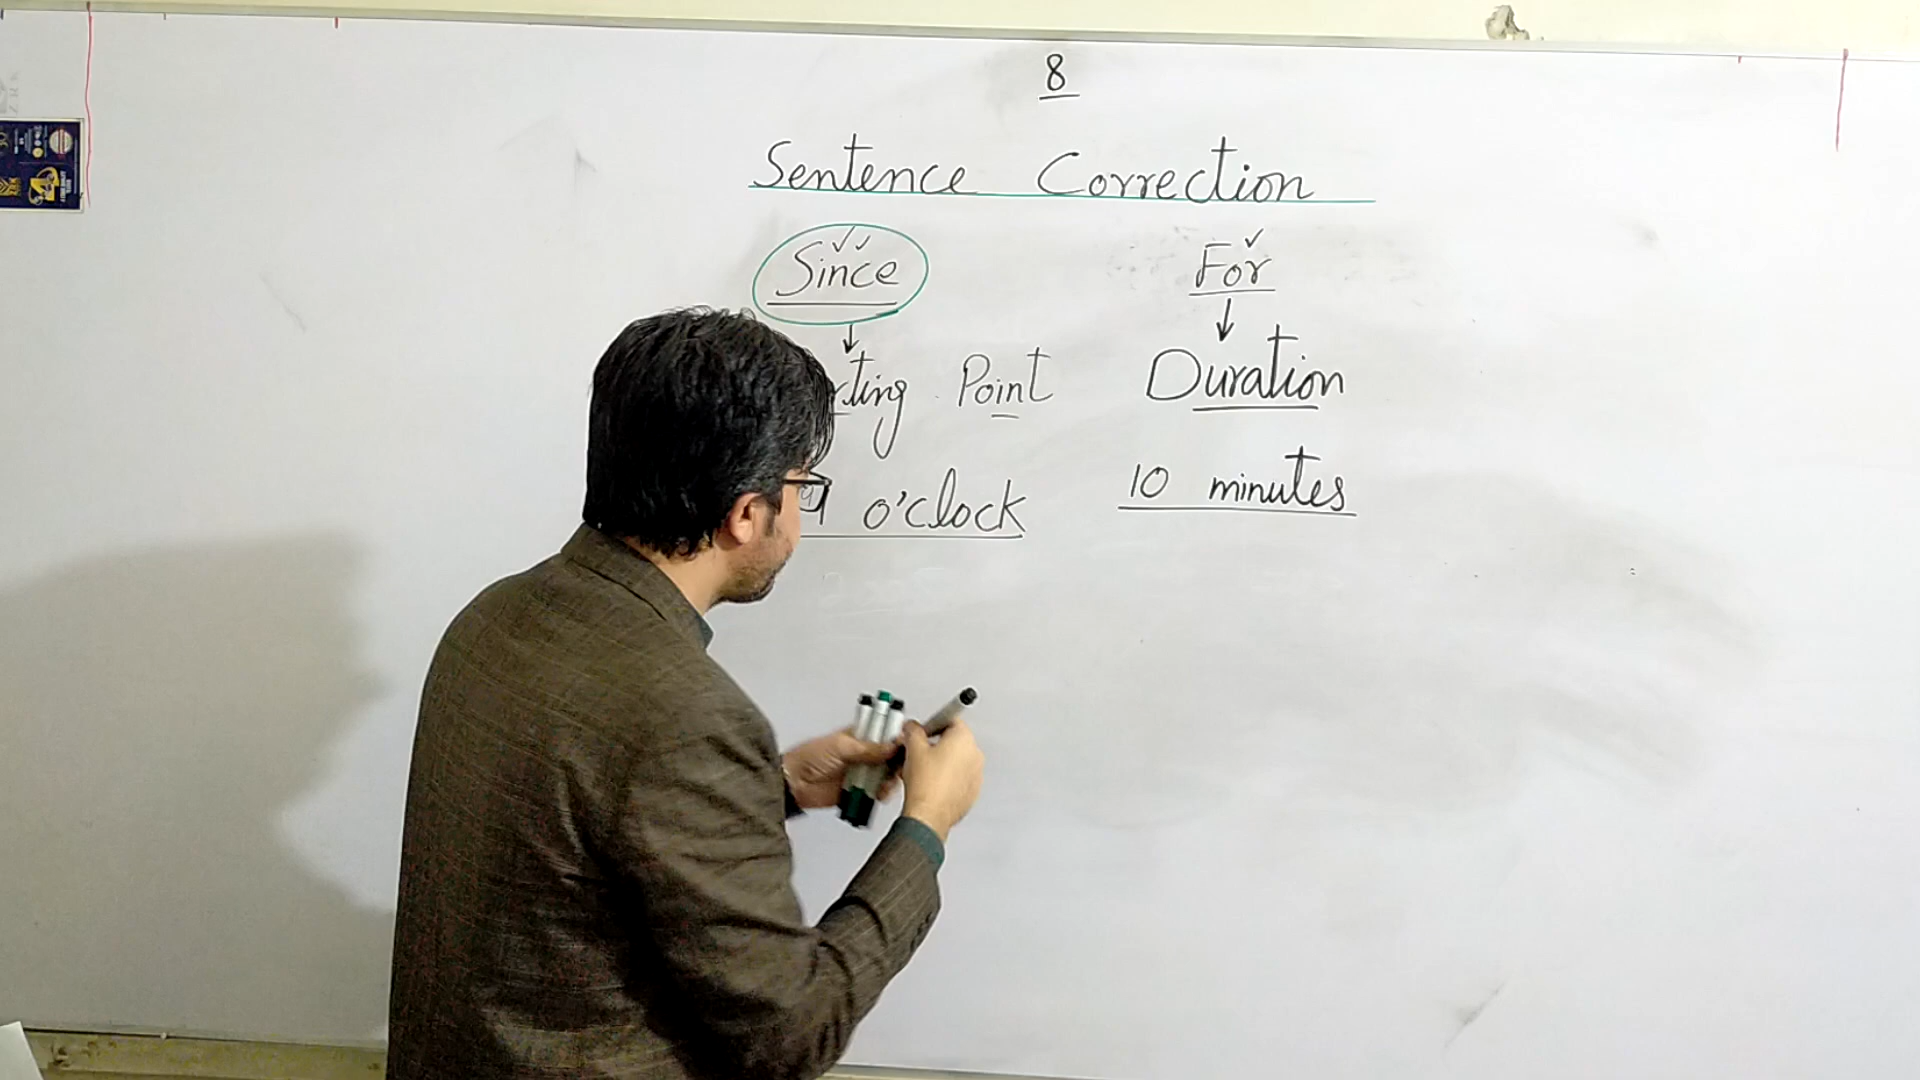 8
Sentence Correction
Since For
Point Duration
o'clock 10 minutes